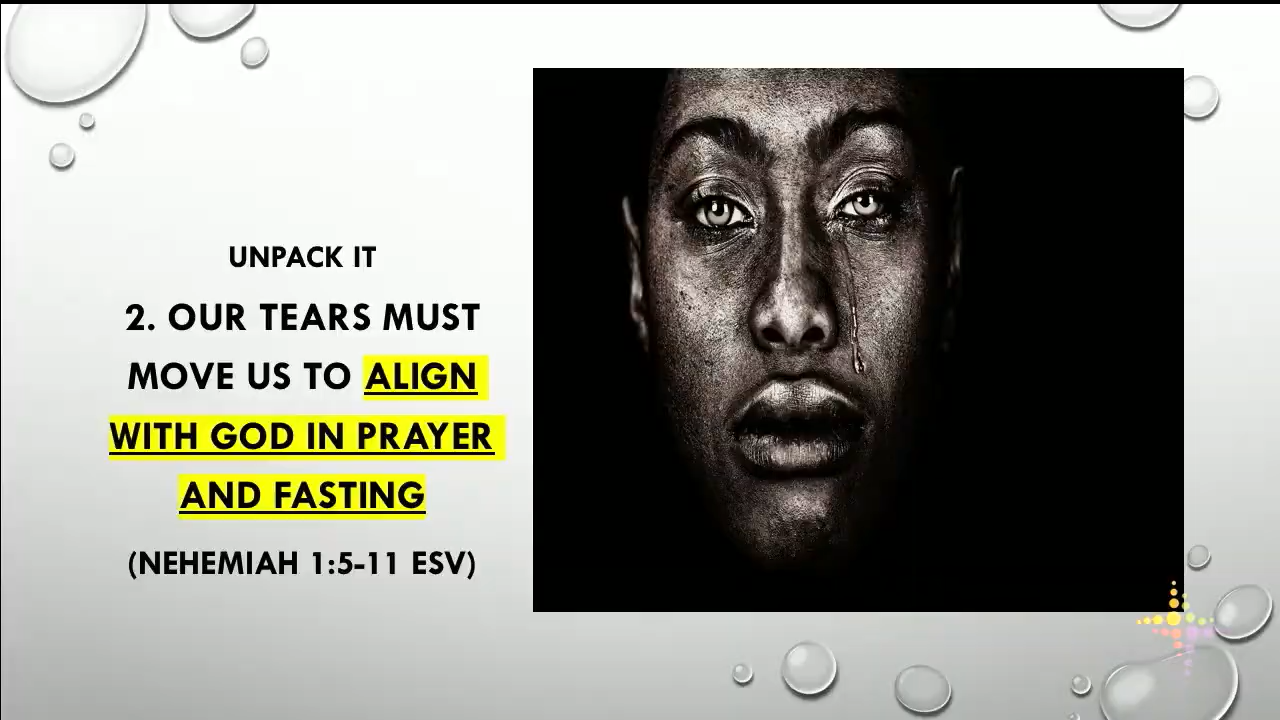 UNPACK IT
2. OUR TEARS MUST
MOVE US TO ALIGN
WITH GOD IN PRAYER
AND FASTING
(NEHEMIAH 1:5-11 ESV)